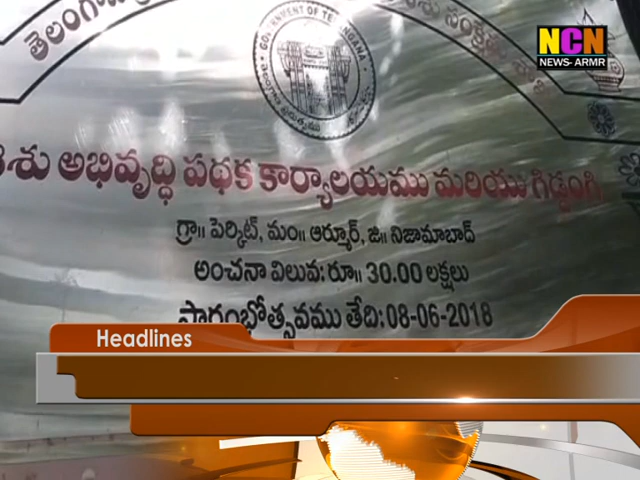 NCN
NEWS- ARMR
GOVERNMENT OF TELANGANA
శిశు అభివృద్ధి పథక కార్యాలయము మరియు గిడ్డంగి
గ్రా॥ పెర్కిట్, మం॥ ఆర్మూర్, జి॥ నిజామాబాద్
అంచనా విలువ: రూ॥ 30.00 లక్షలు
ప్రారంభోత్సవము తేది:08-06-2018
Headlines